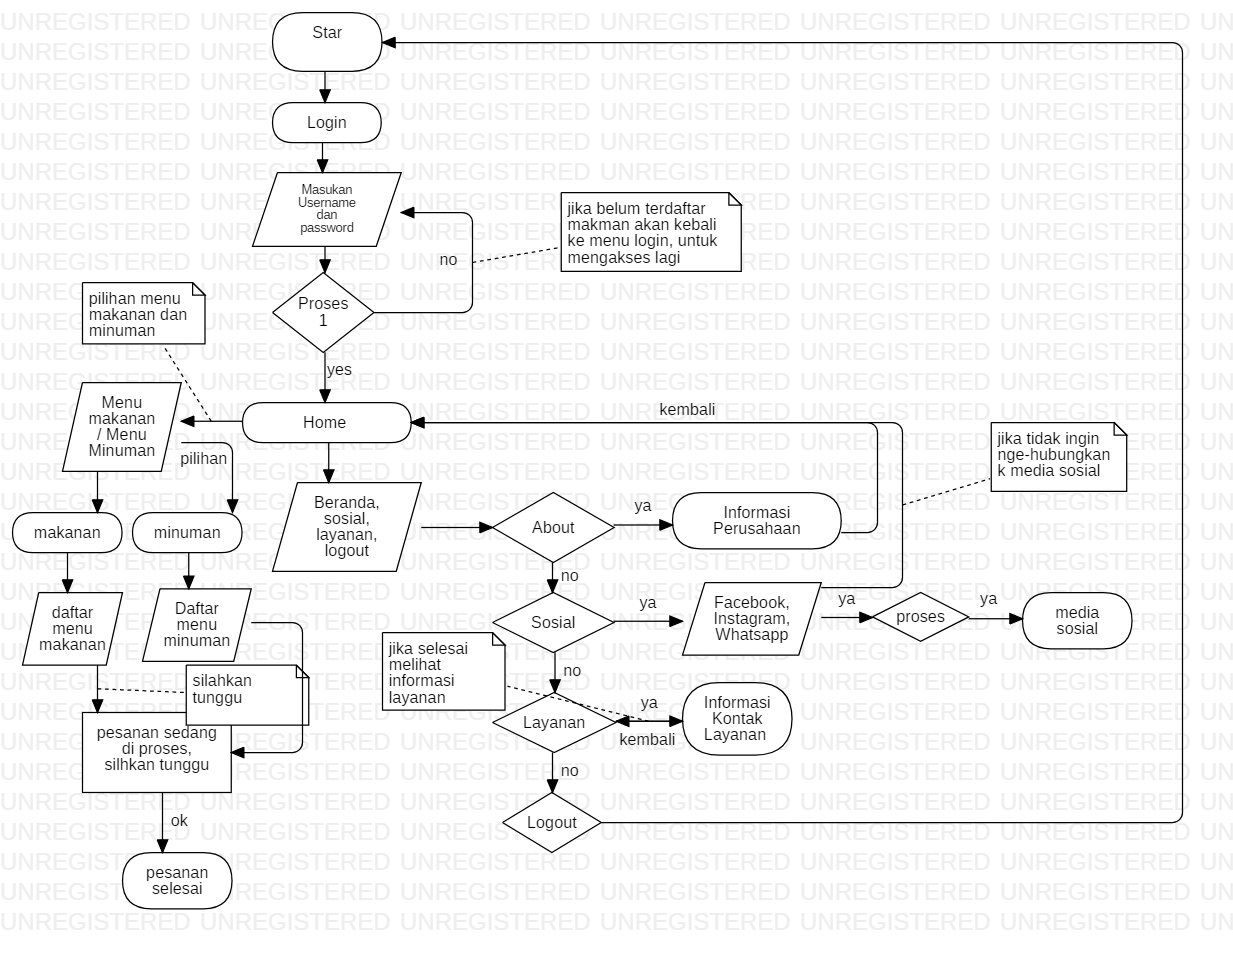 Star
Login
Masukan
Username
dan
password
jika belum terdaftar
makman akan kebali
ke menu login, untuk
mengakses lagi
no
Proses
1
pilihan menu
makanan dan
minuman
yes
Menu
makanan
/ Menu
Minuman
Home
kembali
pilihan
jika tidak ingin
nge-hubungkan
k media sosial
Beranda,
sosial,
layanan,
logout
About
ya
Informasi
Perusahaan
makanan
minuman
no
daftar
menu
makanan
Daftar
menu
minuman
Sosial
ya
Facebook,
Instagram,
Whatsapp
ya
proses
ya
media
sosial
jika selesai
melihat
informasi
layanan
no
silahkan
tunggu
Layanan
ya
kembali
Informasi
Kontak
Layanan
pesanan sedang
di proses,
silhkan tunggu
no
Logout
ok
pesanan
selesai
UNREGISTERED